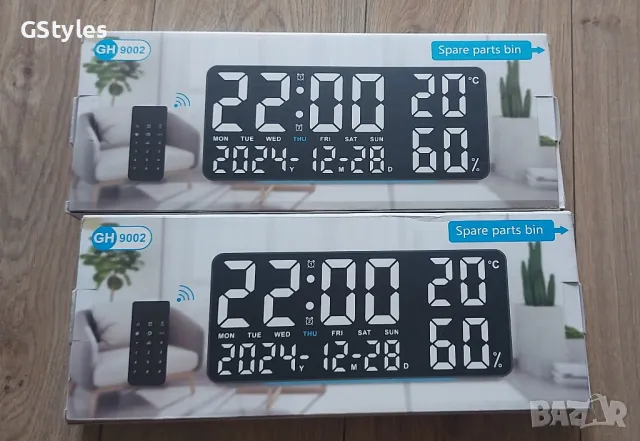 GStyles
GH 9002
Spare parts bin
22:00
20 °C
MON TUE WED THU FRI SAT SUN
2024-Y 12-M 28 D
60 %
GH 9002
Spare parts bin
22:00
20 °C
MON TUE WED THU FRI SAT SUN
2024-Y 12-M 28 D
60 %
BAZAR